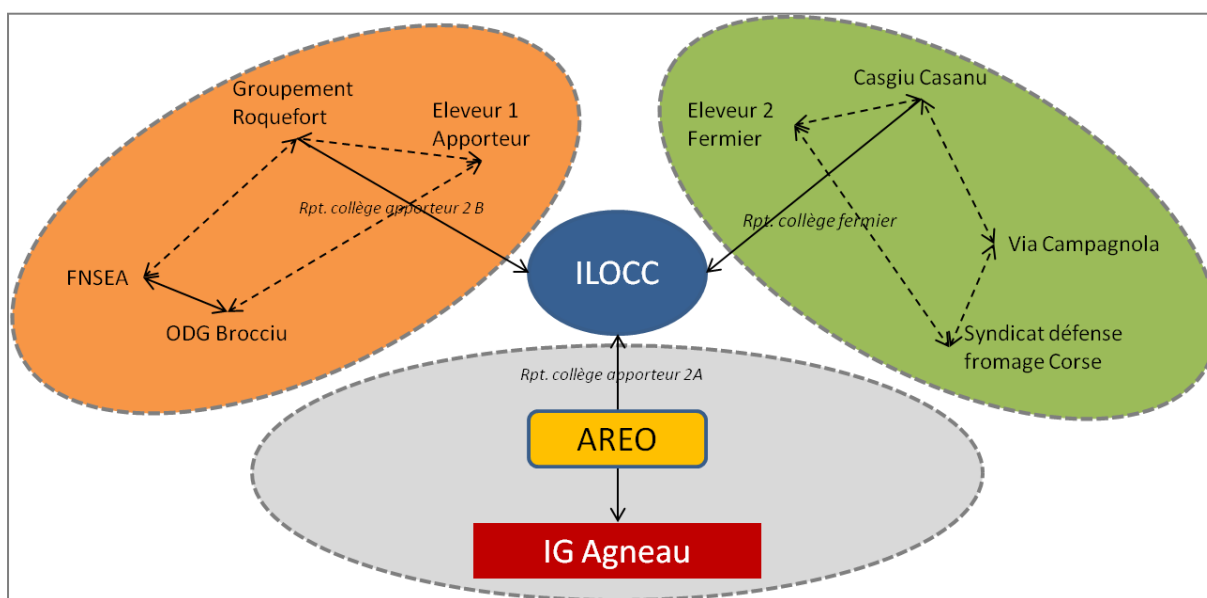 Groupement
Roquefort
Eleveur 1
Apporteur
Rpt. collège apporteur 2 B
FNSEA
ODG Brocciu
Casgiu Casanu
Eleveur 2
Fermier
Rpt. collège fermier
Via Campagnola
Syndicat défense
fromage Corse
ILOCC
Rpt. collège apporteur 2A
AREO
IG Agneau